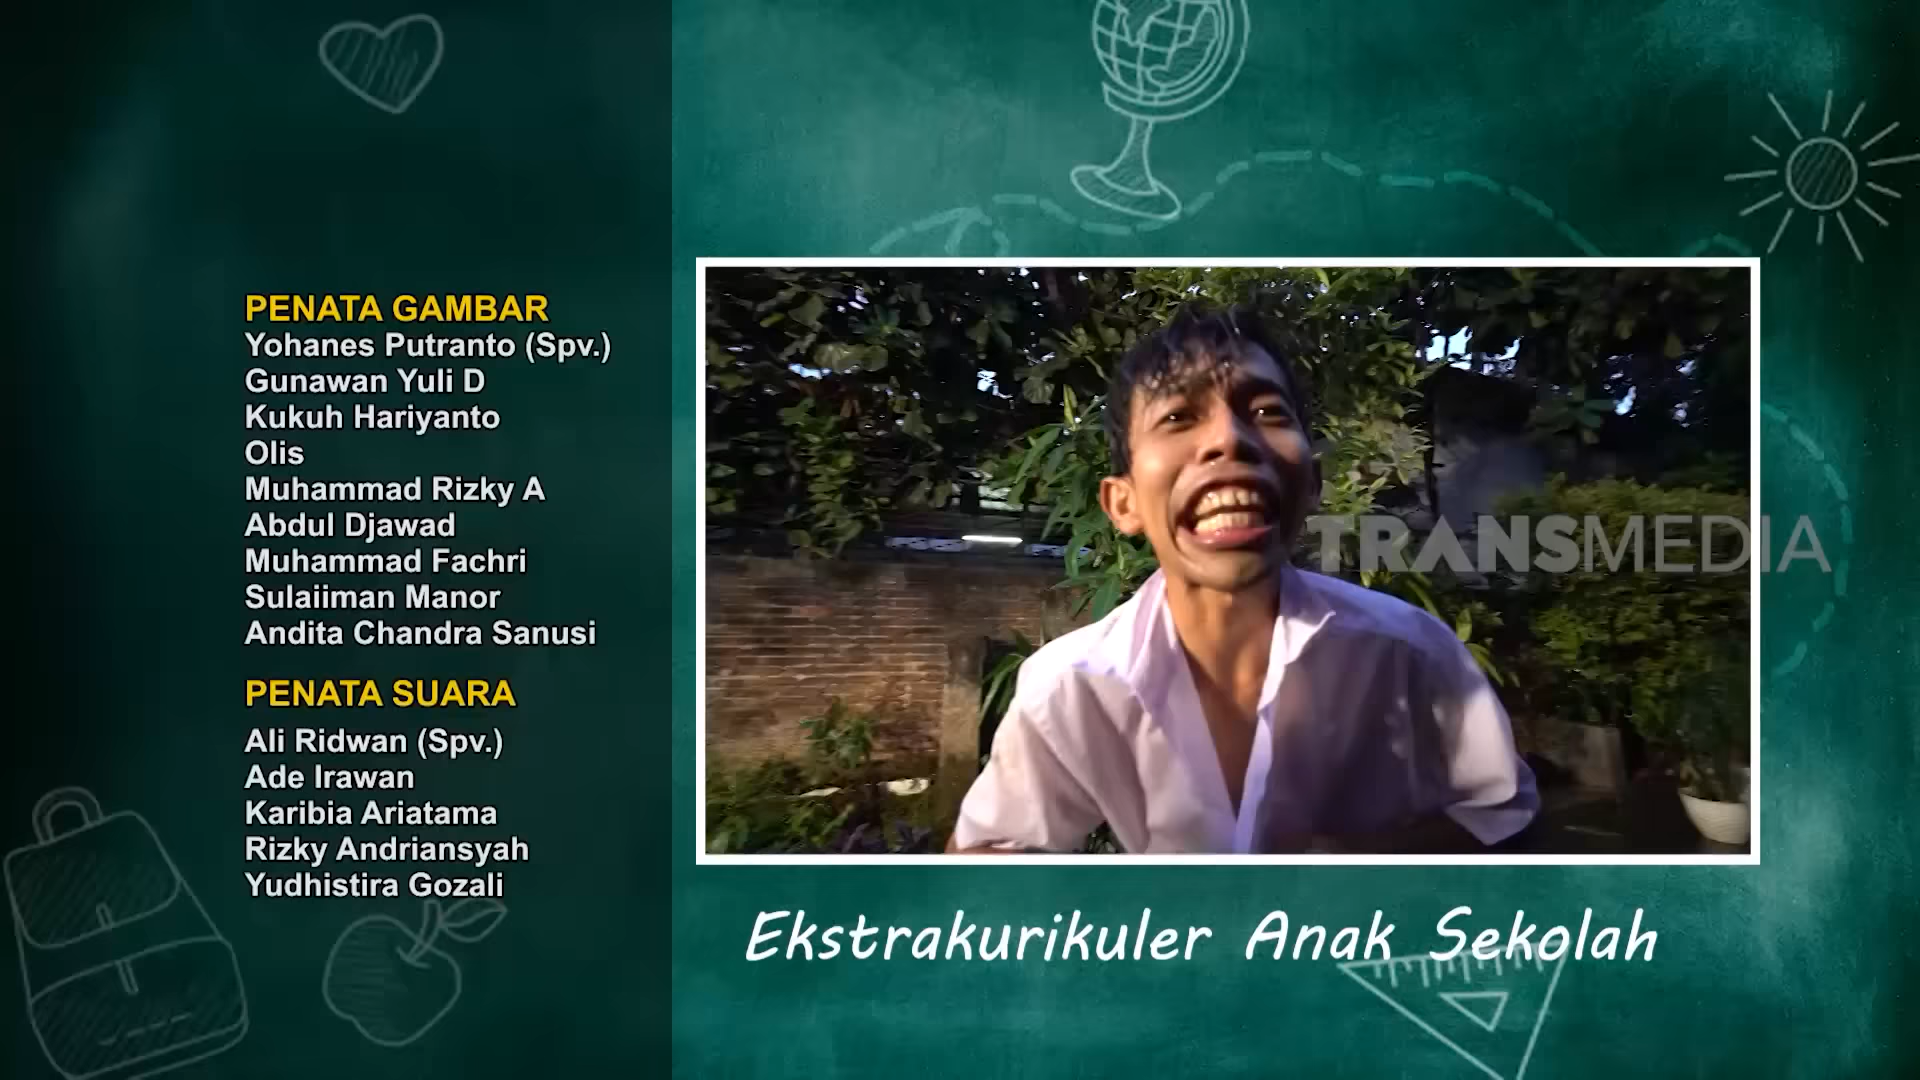 PENATA GAMBAR
Yohanes Putranto (Spv.)
Gunawan Yuli D
Kukuh Hariyanto
Olis
Muhammad Rizky A
Abdul Djawad
Muhammad Fachri
Sulaiiman Manor
Andita Chandra Sanusi
PENATA SUARA
Ali Ridwan (Spv.)
Ade Irawan
Karibia Ariatama
Rizky Andriansyah
Yudhistira Gozali
TRANSMEDIA
Ekstrakurikuler Anak Sekolah